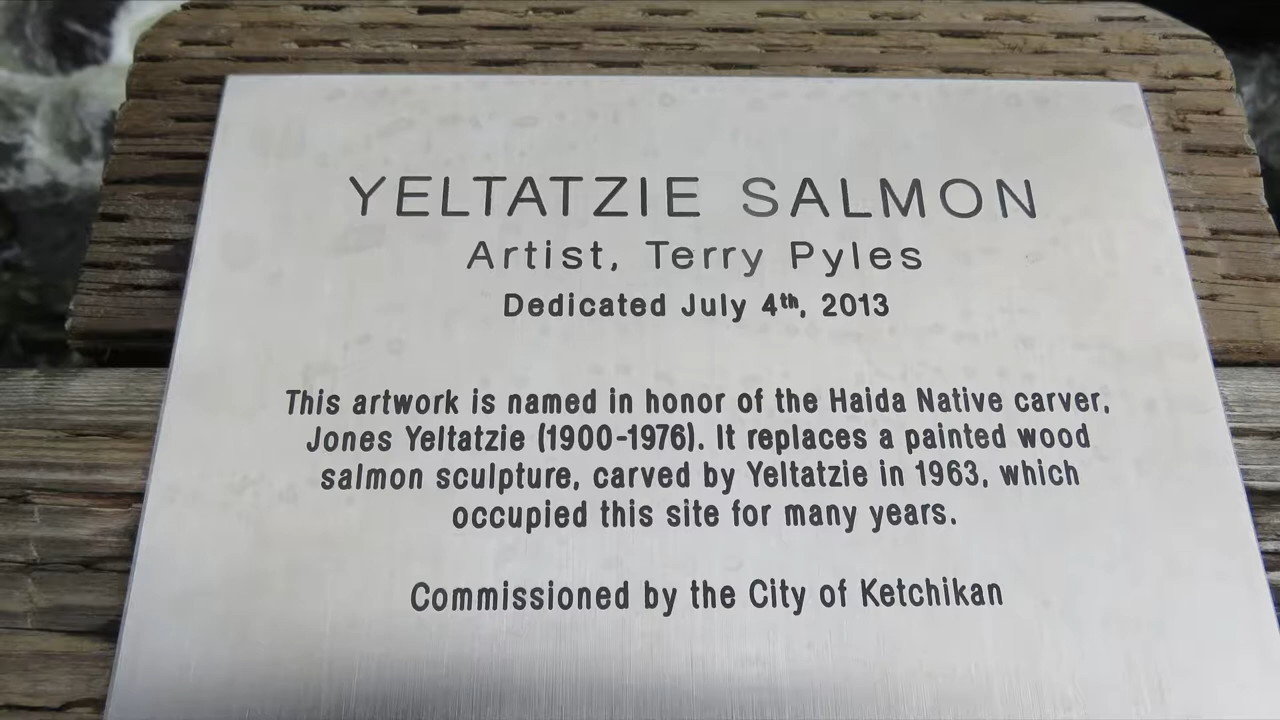 YELTATZIE SALMON
Artist, Terry Pyles
Dedicated July 4th, 2013
This artwork is named in honor of the Haida Native carver,
Jones Yeltatzie (1900-1976). It replaces a painted wood
salmon sculpture, carved by Yeltatzie in 1963, which
occupied this site for many years.
Commissioned by the City of Ketchikan